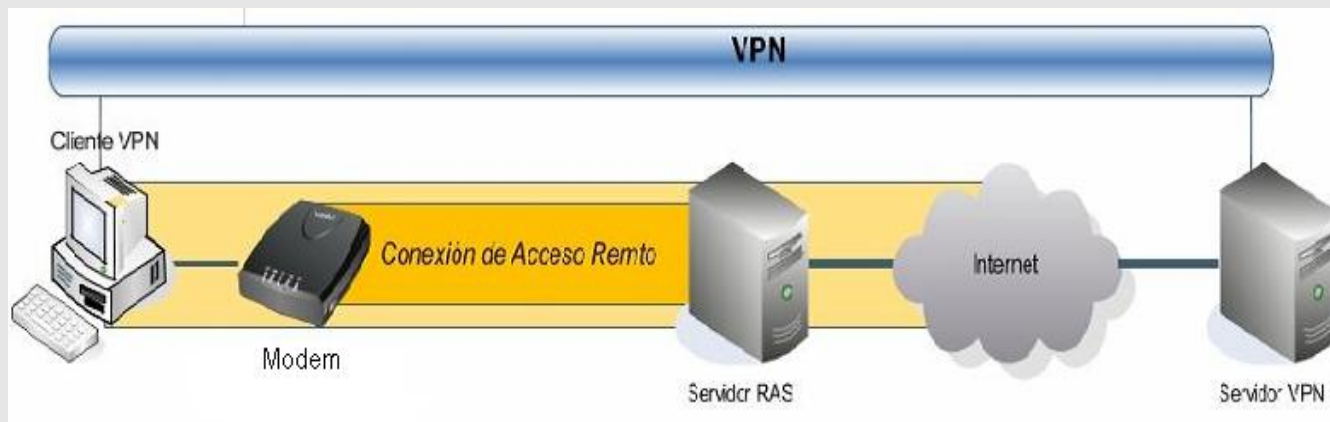 VPN
Cliente VPN
Conexión de Acceso Remto
Internet
Modem
Servidor RAS
Servidor VPN